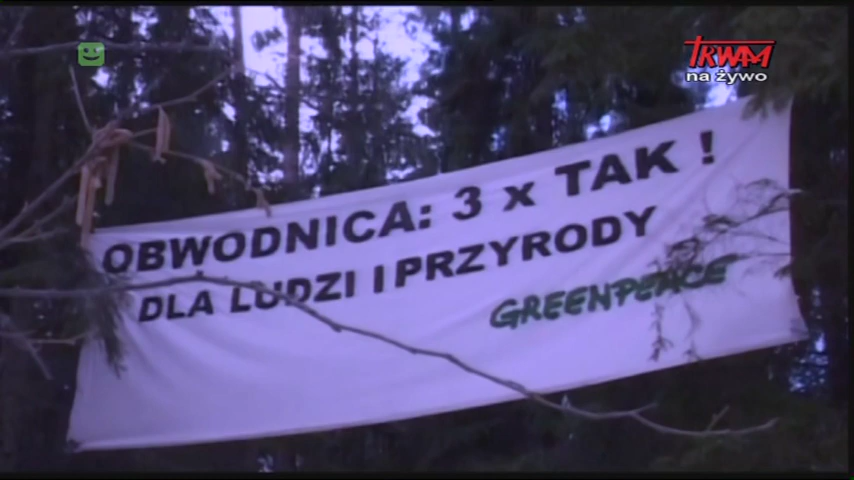 TRWAM
na żywo
OBWODNICA: 3 x TAK !
DLA LUDZI I PRZYRODY
GREENPEACE